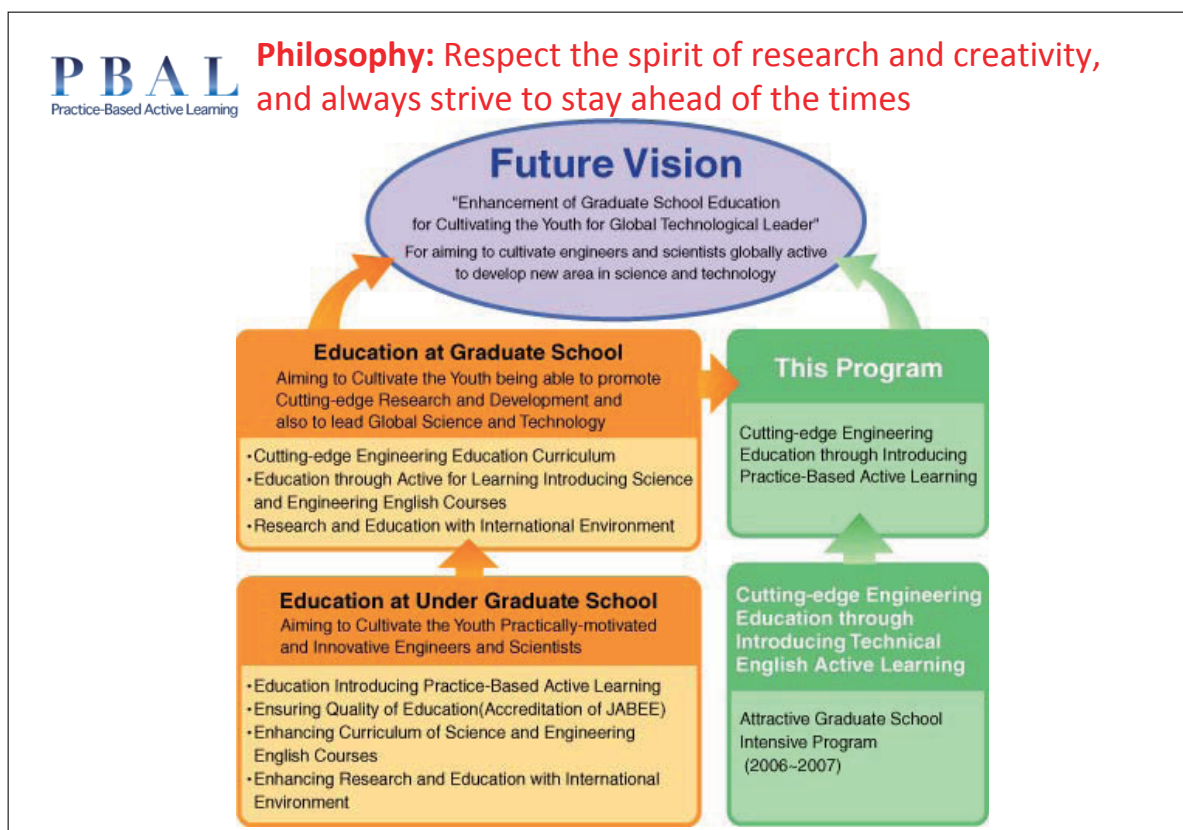 PBAL
Practice-Based Active Learning
Philosophy: Respect the spirit of research and creativity,
and always strive to stay ahead of the times
Future Vision
"Enhancement of Graduate School Education
for Cultivating the Youth for Global Technological Leader"
For aiming to cultivate engineers and scientists globally active
to develop new area in science and technology
Education at Graduate School
Aiming to Cultivate the Youth being able to promote
Cutting-edge Research and Development and
also to lead Global Science and Technology
・Cutting-edge Engineering Education Curriculum
・Education through Active for Learning Introducing Science
and Engineering English Courses
・Research and Education with International Environment
This Program
Cutting-edge Engineering
Education through Introducing
Practice-Based Active Learning
Education at Under Graduate School
Aiming to Cultivate the Youth Practically-motivated
and Innovative Engineers and Scientists
・Education Introducing Practice-Based Active Learning
・Ensuring Quality of Education(Accreditation of JABEE)
・Enhancing Curriculum of Science and Engineering
English Courses
・Enhancing Research and Education with International
Environment
Cutting-edge Engineering
Education through
Introducing Technical
English Active Learning
Attractive Graduate School
Intensive Program
(2006~2007)